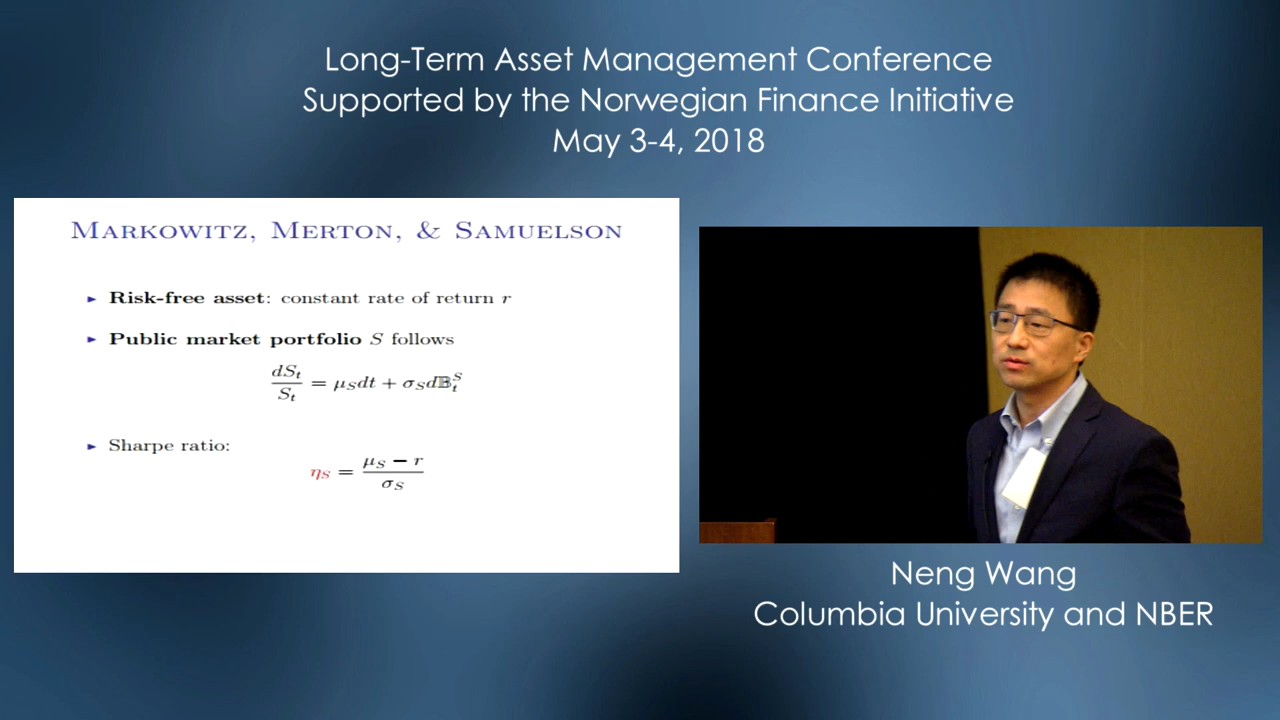 Long-Term Asset Management Conference
Supported by the Norwegian Finance Initiative
May 3-4, 2018
MARKOWITZ, MERTON, & SAMUELSON
► Risk-free asset: constant rate of return r
► Public market portfolio S follows
dS_t / S_t = μ_S dt + σ_S d𝔹_t^S
► Sharpe ratio:
η_S = (μ_S − r) / σ_S
Neng Wang
Columbia University and NBER